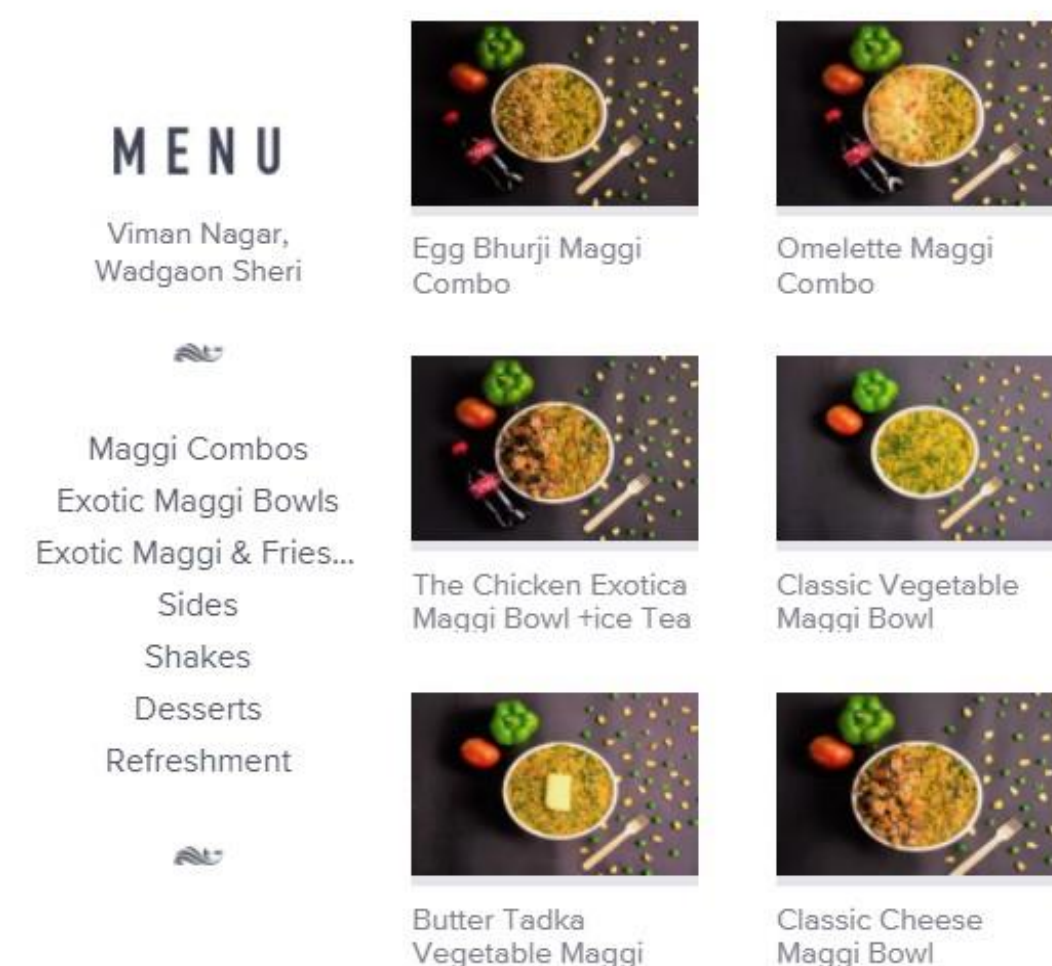 MENU
Viman Nagar,
Wadgaon Sheri
Maggi Combos
Exotic Maggi Bowls
Exotic Maggi & Fries...
Sides
Shakes
Desserts
Refreshment
Egg Bhurji Maggi
Combo
Omelette Maggi
Combo
The Chicken Exotica
Maggi Bowl +ice Tea
Classic Vegetable
Maggi Bowl
Butter Tadka
Vegetable Maggi
Classic Cheese
Maggi Bowl